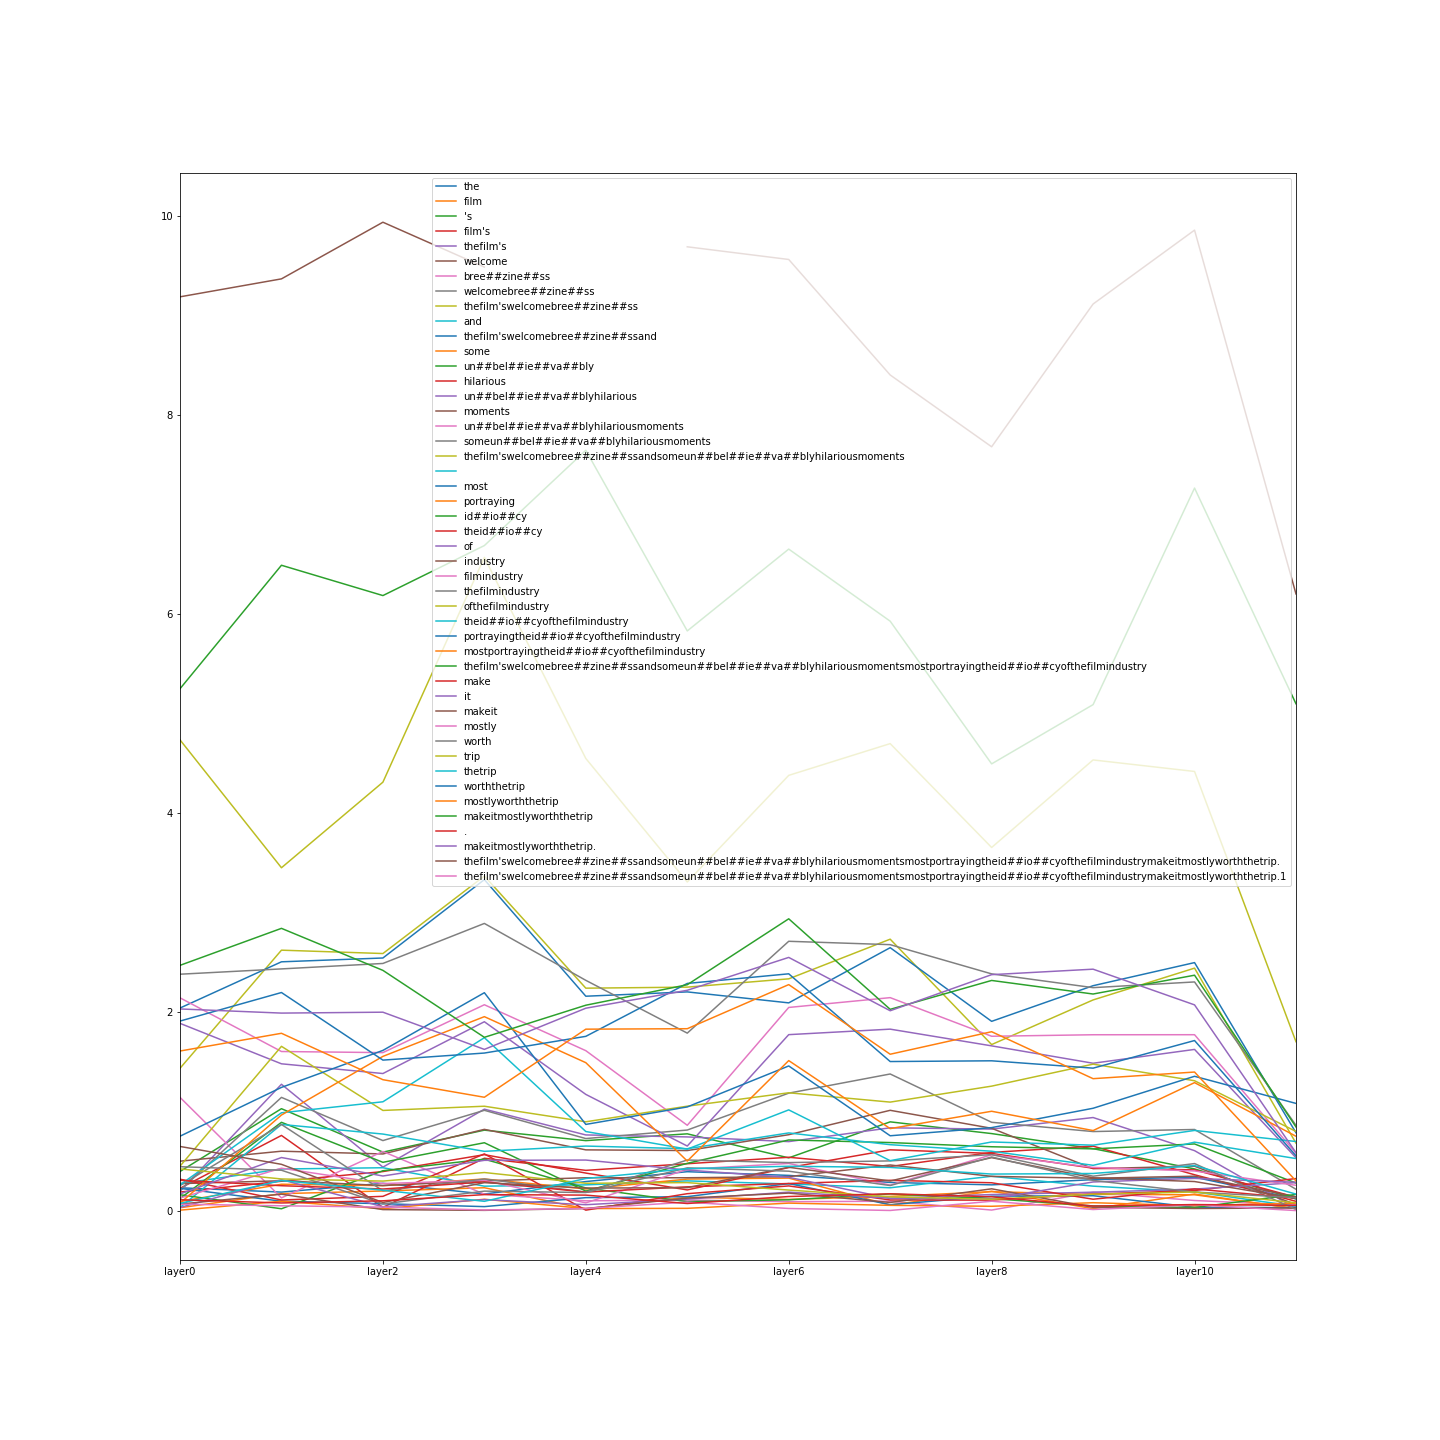 10
8
6
4
2
0
the
film
's
film's
thefilm's
welcome
bree##zine##ss
welcomebree##zine##ss
thefilm'swelcomebree##zine##ss
and
thefilm'swelcomebree##zine##ssand
some
un##bel##ie##va##bly
hilarious
un##bel##ie##va##blyhilarious
moments
un##bel##ie##va##blyhilariousmoments
someun##bel##ie##va##blyhilariousmoments
thefilm'swelcomebree##zine##ssandsomeun##bel##ie##va##blyhilariousmoments
most
portraying
id##io##cy
theid##io##cy
of
industry
filmindustry
thefilmindustry
ofthefilmindustry
theid##io##cyofthefilmindustry
portrayingtheid##io##cyofthefilmindustry
mostportrayingtheid##io##cyofthefilmindustry
thefilm'swelcomebree##zine##ssandsomeun##bel##ie##va##blyhilariousmomentsmostportrayingtheid##io##cyofthefilmindustry
make
it
makeit
mostly
worth
trip
thetrip
worththetrip
mostlyworththetrip
makeitmostlyworththetrip
.
makeitmostlyworththetrip.
thefilm'swelcomebree##zine##ssandsomeun##bel##ie##va##blyhilariousmomentsmostportrayingtheid##io##cyofthefilmindustrymakeitmostlyworththetrip.
thefilm'swelcomebree##zine##ssandsomeun##bel##ie##va##blyhilariousmomentsmostportrayingtheid##io##cyofthefilmindustrymakeitmostlyworththetrip.1
layer0 layer2 layer4 layer6 layer8 layer10